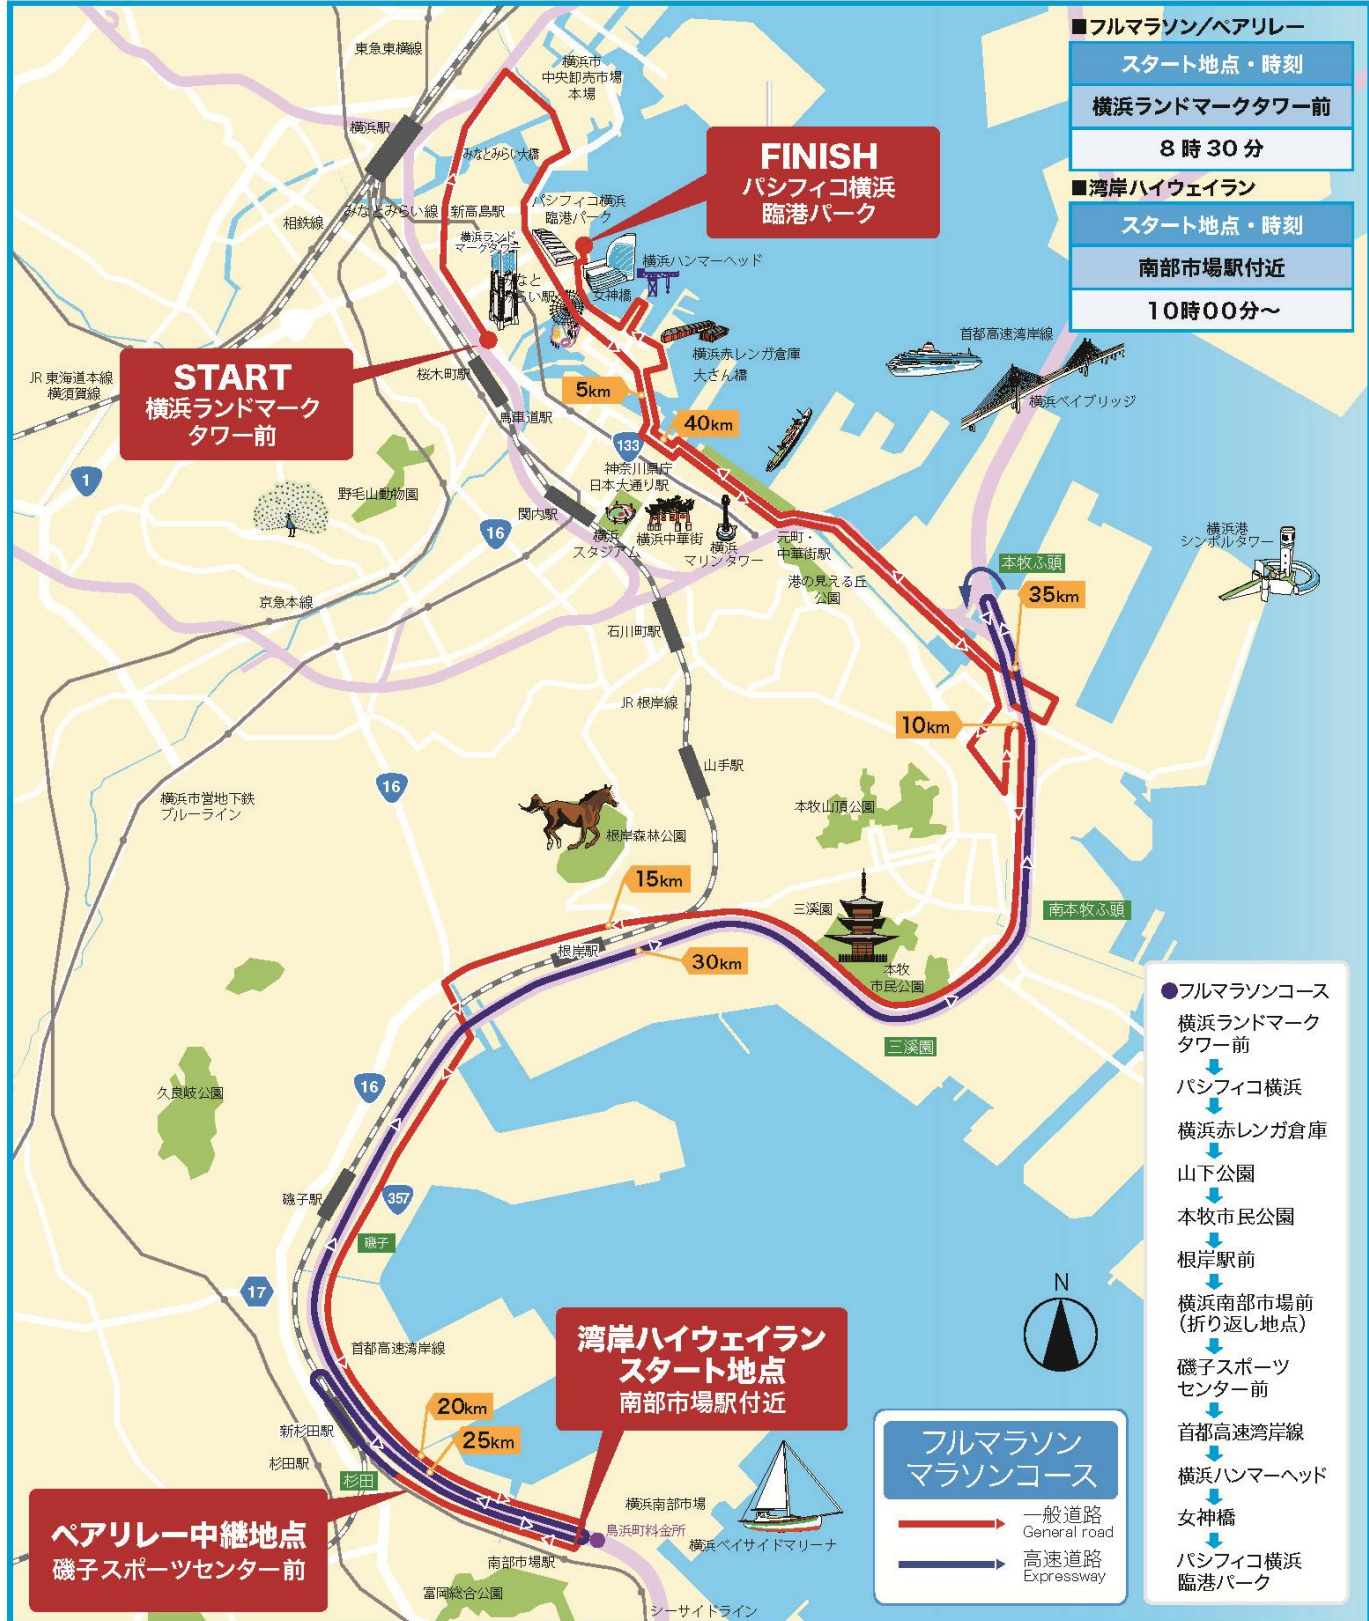 ■フルマラソン/ペアリレー
スタート地点・時刻
横浜ランドマークタワー前
8時30分
■湾岸ハイウェイラン
スタート地点・時刻
南部市場駅付近
10時00分～
東急東横線
横浜市
中央卸売市場
本場
横浜駅
みなとみらい大橋
FINISH
パシフィコ横浜
臨港パーク
相鉄線
みなとみらい線
新高島駅
パシフィコ横浜
臨港パーク
横浜ランド
マークタワー
横浜ハンマーヘッド
みなと
みらい駅
女神橋
START
横浜ランドマーク
タワー前
JR 東海道本線
横須賀線
桜木町駅
馬車道駅
5km
40km
横浜赤レンガ倉庫
大さん橋
首都高速湾岸線
横浜ベイブリッジ
133
神奈川県庁
日本大通り駅
1
野毛山動物園
16
関内駅
横浜
スタジアム
横浜中華街
横浜
マリンタワー
元町・
中華街駅
港の見える丘
公園
横浜港
シンボルタワー
本牧ふ頭
35km
京急本線
石川町駅
JR 根岸線
10km
山手駅
16
横浜市営地下鉄
ブルーライン
根岸森林公園
本牧山頂公園
15km
三溪園
南本牧ふ頭
根岸駅
30km
本牧
市民公園
三溪園
久良岐公園
16
磯子駅
357
磯子
17
首都高速湾岸線
N
湾岸ハイウェイラン
スタート地点
南部市場駅付近
20km
25km
新杉田駅
杉田駅
杉田
ペアリレー中継地点
磯子スポーツセンター前
横浜南部市場
鳥浜町料金所
横浜ベイサイドマリーナ
南部市場駅
富岡総合公園
シーサイドライン
フルマラソン
マラソンコース
一般道路
General road
高速道路
Expressway
●フルマラソンコース
横浜ランドマーク
タワー前
パシフィコ横浜
横浜赤レンガ倉庫
山下公園
本牧市民公園
根岸駅前
横浜南部市場前
(折り返し地点)
磯子スポーツ
センター前
首都高速湾岸線
横浜ハンマーヘッド
女神橋
パシフィコ横浜
臨港パーク